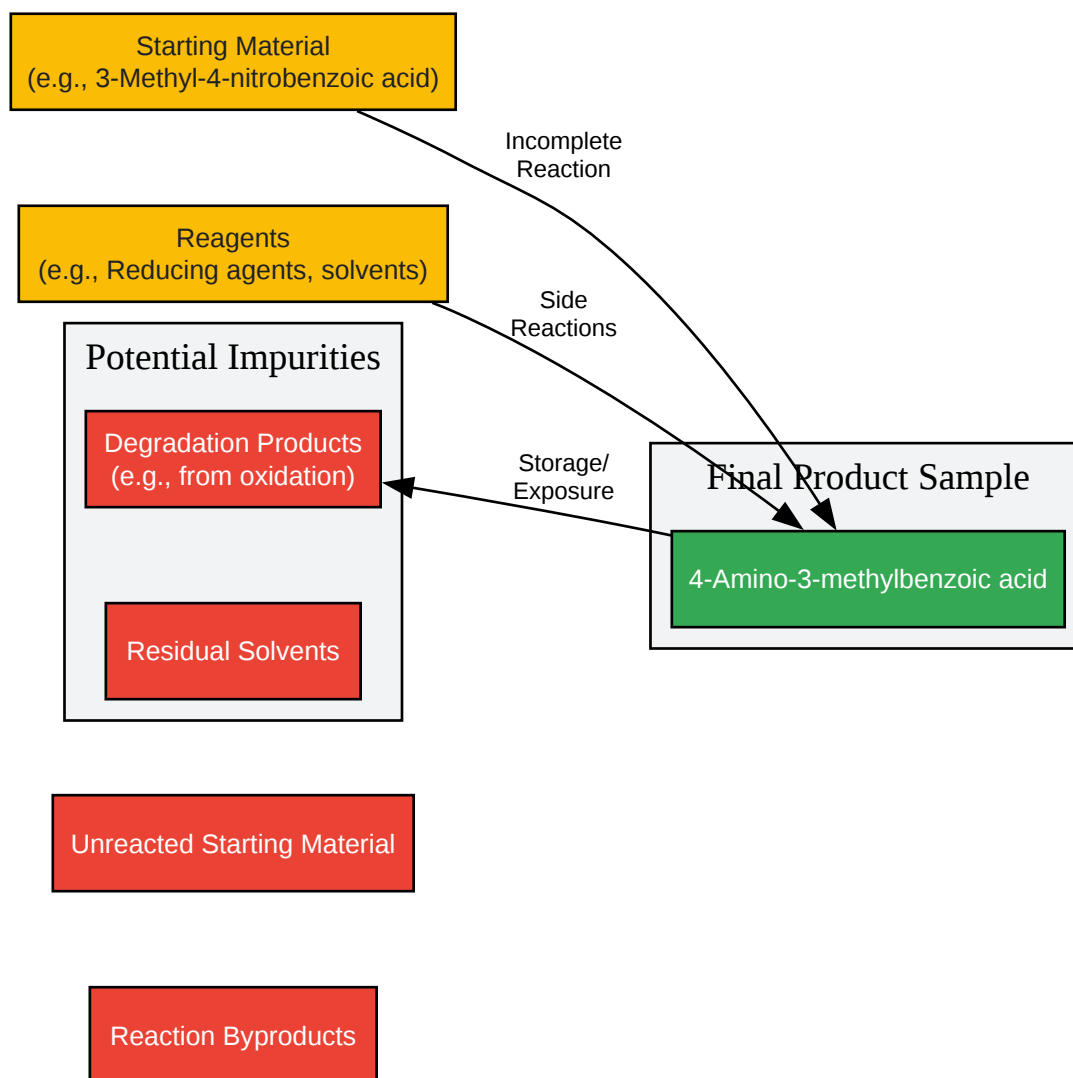 Starting Material
(e.g., 3-Methyl-4-nitrobenzoic acid)
Incomplete
Reaction
Reagents
(e.g., Reducing agents, solvents)
Side
Reactions
Potential Impurities
Degradation Products
(e.g., from oxidation)
Storage/
Exposure
Final Product Sample
4-Amino-3-methylbenzoic acid
Residual Solvents
Unreacted Starting Material
Reaction Byproducts